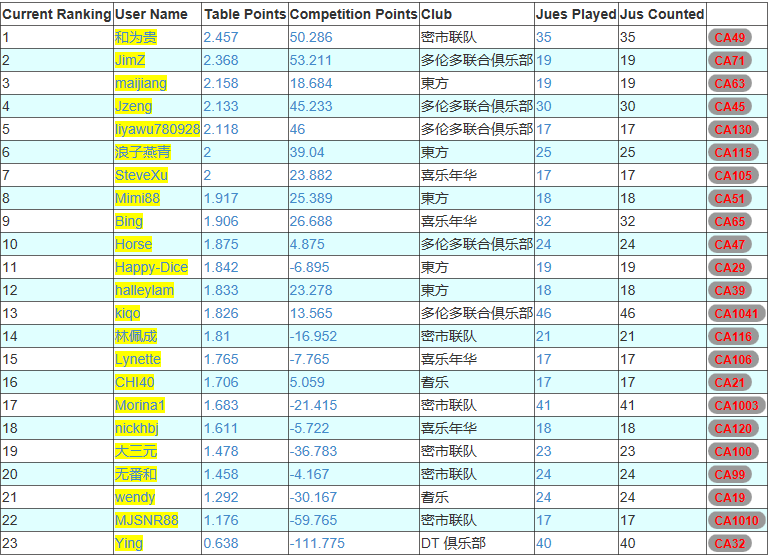 Current Ranking User Name Table Points Competition Points Club Jues Played Jus Counted
1 和为贵 2.457 50.286 密市联队 35 35 CA49
2 JimZ 2.368 53.211 多伦多联合俱乐部 19 19 CA71
3 maijiang 2.158 18.684 東方 19 19 CA63
4 Jzeng 2.133 45.233 多伦多联合俱乐部 30 30 CA45
5 liyawu780928 2.118 46 多伦多联合俱乐部 17 17 CA130
6 浪子燕青 2 39.04 東方 25 25 CA115
7 SteveXu 2 23.882 喜乐年华 17 17 CA105
8 Mimi88 1.917 25.389 東方 18 18 CA51
9 Bing 1.906 26.688 喜乐年华 32 32 CA65
10 Horse 1.875 4.875 多伦多联合俱乐部 24 24 CA47
11 Happy-Dice 1.842 -6.895 東方 19 19 CA29
12 halleylam 1.833 23.278 東方 18 18 CA39
13 kiqo 1.826 13.565 多伦多联合俱乐部 46 46 CA1041
14 林佩成 1.81 -16.952 密市联队 21 21 CA116
15 Lynette 1.765 -7.765 喜乐年华 17 17 CA106
16 CHI40 1.706 5.059 耆乐 17 17 CA21
17 Morina1 1.683 -21.415 密市联队 41 41 CA1003
18 nickhbj 1.611 -5.722 喜乐年华 18 18 CA120
19 大三元 1.478 -36.783 密市联队 23 23 CA100
20 无番和 1.458 -4.167 密市联队 24 24 CA99
21 wendy 1.292 -30.167 耆乐 24 24 CA19
22 MJSNR88 1.176 -59.765 密市联队 17 17 CA1010
23 Ying 0.638 -111.775 DT 俱乐部 40 40 CA32